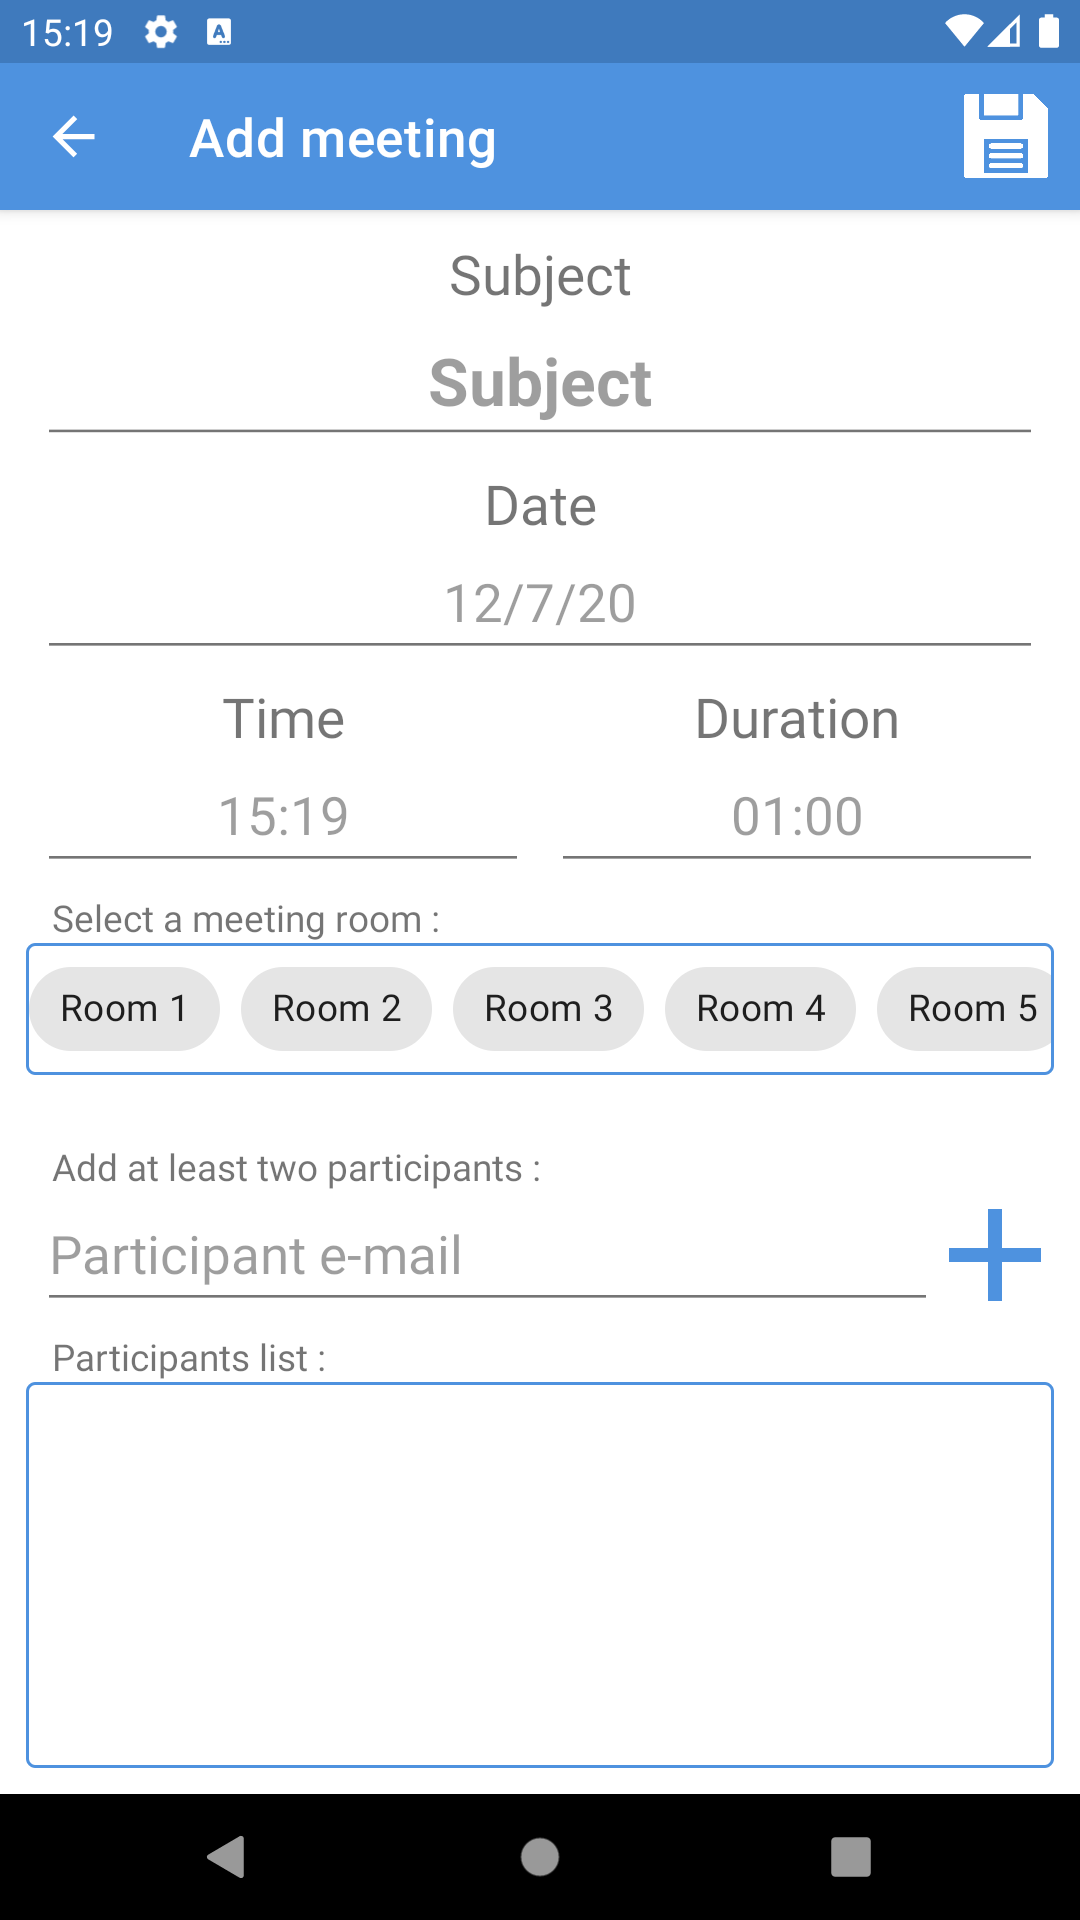 15:19
Add meeting
Subject
Subject
Date
12/7/20
Time Duration
15:19 01:00
Select a meeting room :
Room 1 Room 2 Room 3 Room 4 Room 5
Add at least two participants :
Participant e-mail
Participants list :